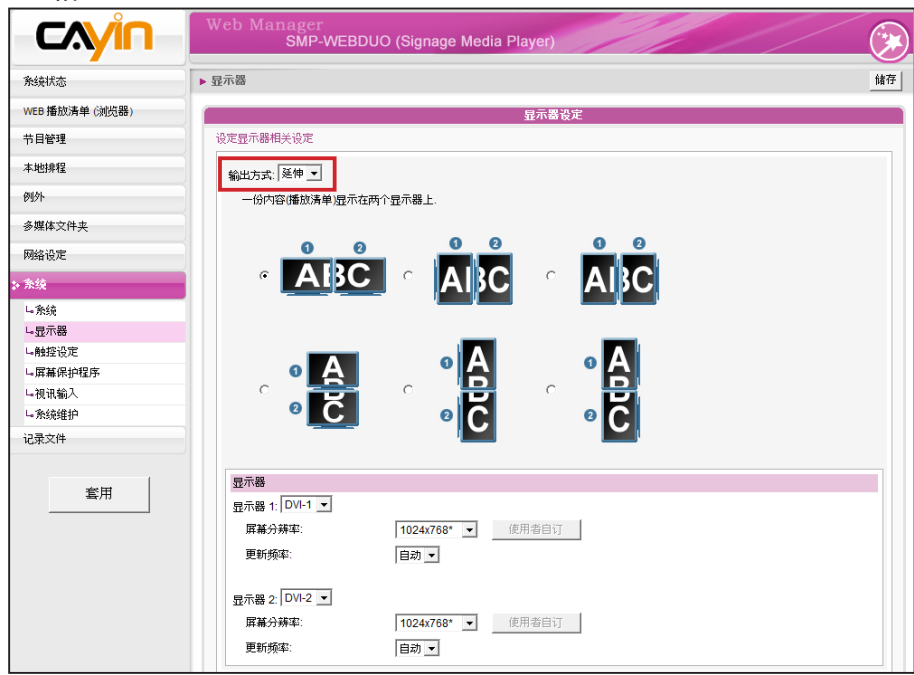 CAYIN
Web Manager
SMP-WEBDUO (Signage Media Player)
系统状态
WEB 播放清单 (浏览器)
节目管理
本地排程
例外
多媒体文件夹
网络设定
系统
系统
显示器
触控设定
屏幕保护程序
视讯输入
系统维护
记录文件
套用
显示器
储存
显示器设定
设定显示器相关设定
输出方式: 延伸
一份内容(播放清单)显示在两个显示器上.
1 2
ABC
1 2
ABC
1 2
ABC
1
2
ABC
1
2
ABC
1
2
ABC
显示器
显示器 1: DVI-1
屏幕分辨率: 1024x768* 使用者自订
更新频率: 自动
显示器 2: DVI-2
屏幕分辨率: 1024x768* 使用者自订
更新频率: 自动